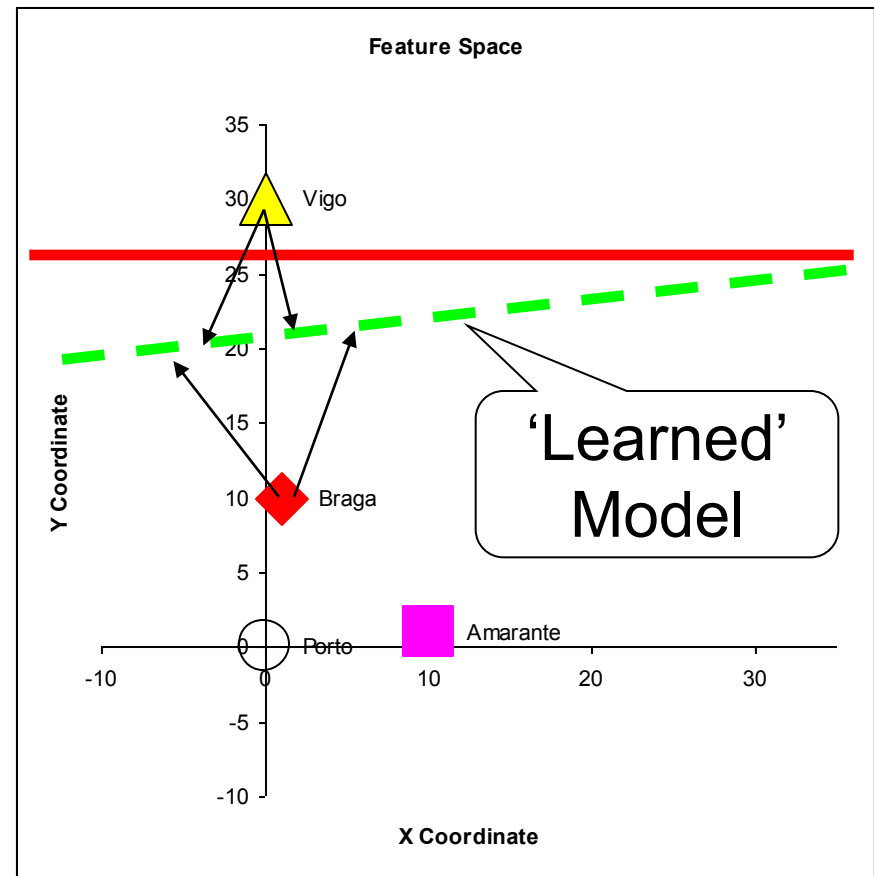 Feature Space
35
30
Vigo
25
20
Y Coordinate
‘Learned’
Model
15
10
Braga
5
Amarante
0
Porto
-10
0
10
20
30
-5
-10
X Coordinate